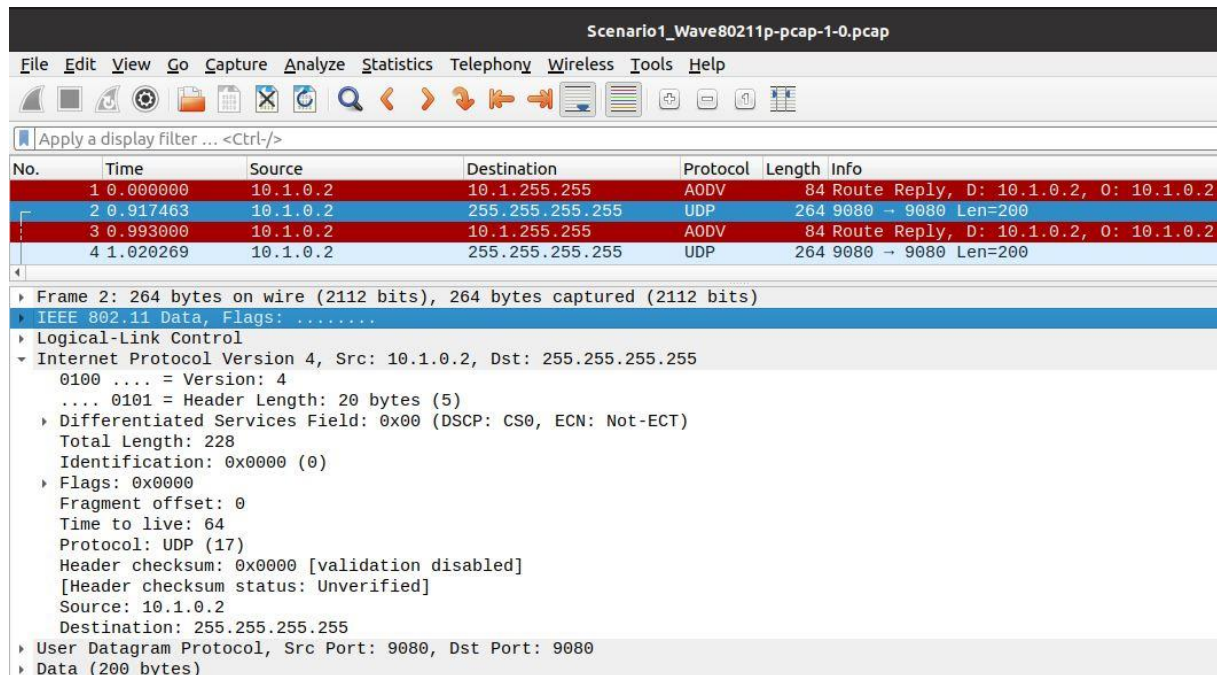 Scenario1_Wave80211p-pcap-1-0.pcap
File Edit View Go Capture Analyze Statistics Telephony Wireless Tools Help
Apply a display filter ... <Ctrl-/>
No. Time Source Destination Protocol Length Info
1 0.000000 10.1.0.2 10.1.255.255 AODV 84 Route Reply, D: 10.1.0.2, O: 10.1.0.2
2 0.917463 10.1.0.2 255.255.255.255 UDP 264 9080 → 9080 Len=200
3 0.993000 10.1.0.2 10.1.255.255 AODV 84 Route Reply, D: 10.1.0.2, O: 10.1.0.2
4 1.020269 10.1.0.2 255.255.255.255 UDP 264 9080 → 9080 Len=200
Frame 2: 264 bytes on wire (2112 bits), 264 bytes captured (2112 bits)
IEEE 802.11 Data, Flags: ........
Logical-Link Control
Internet Protocol Version 4, Src: 10.1.0.2, Dst: 255.255.255.255
0100 .... = Version: 4
.... 0101 = Header Length: 20 bytes (5)
Differentiated Services Field: 0x00 (DSCP: CS0, ECN: Not-ECT)
Total Length: 228
Identification: 0x0000 (0)
Flags: 0x0000
Fragment offset: 0
Time to live: 64
Protocol: UDP (17)
Header checksum: 0x0000 [validation disabled]
[Header checksum status: Unverified]
Source: 10.1.0.2
Destination: 255.255.255.255
User Datagram Protocol, Src Port: 9080, Dst Port: 9080
Data (200 bytes)